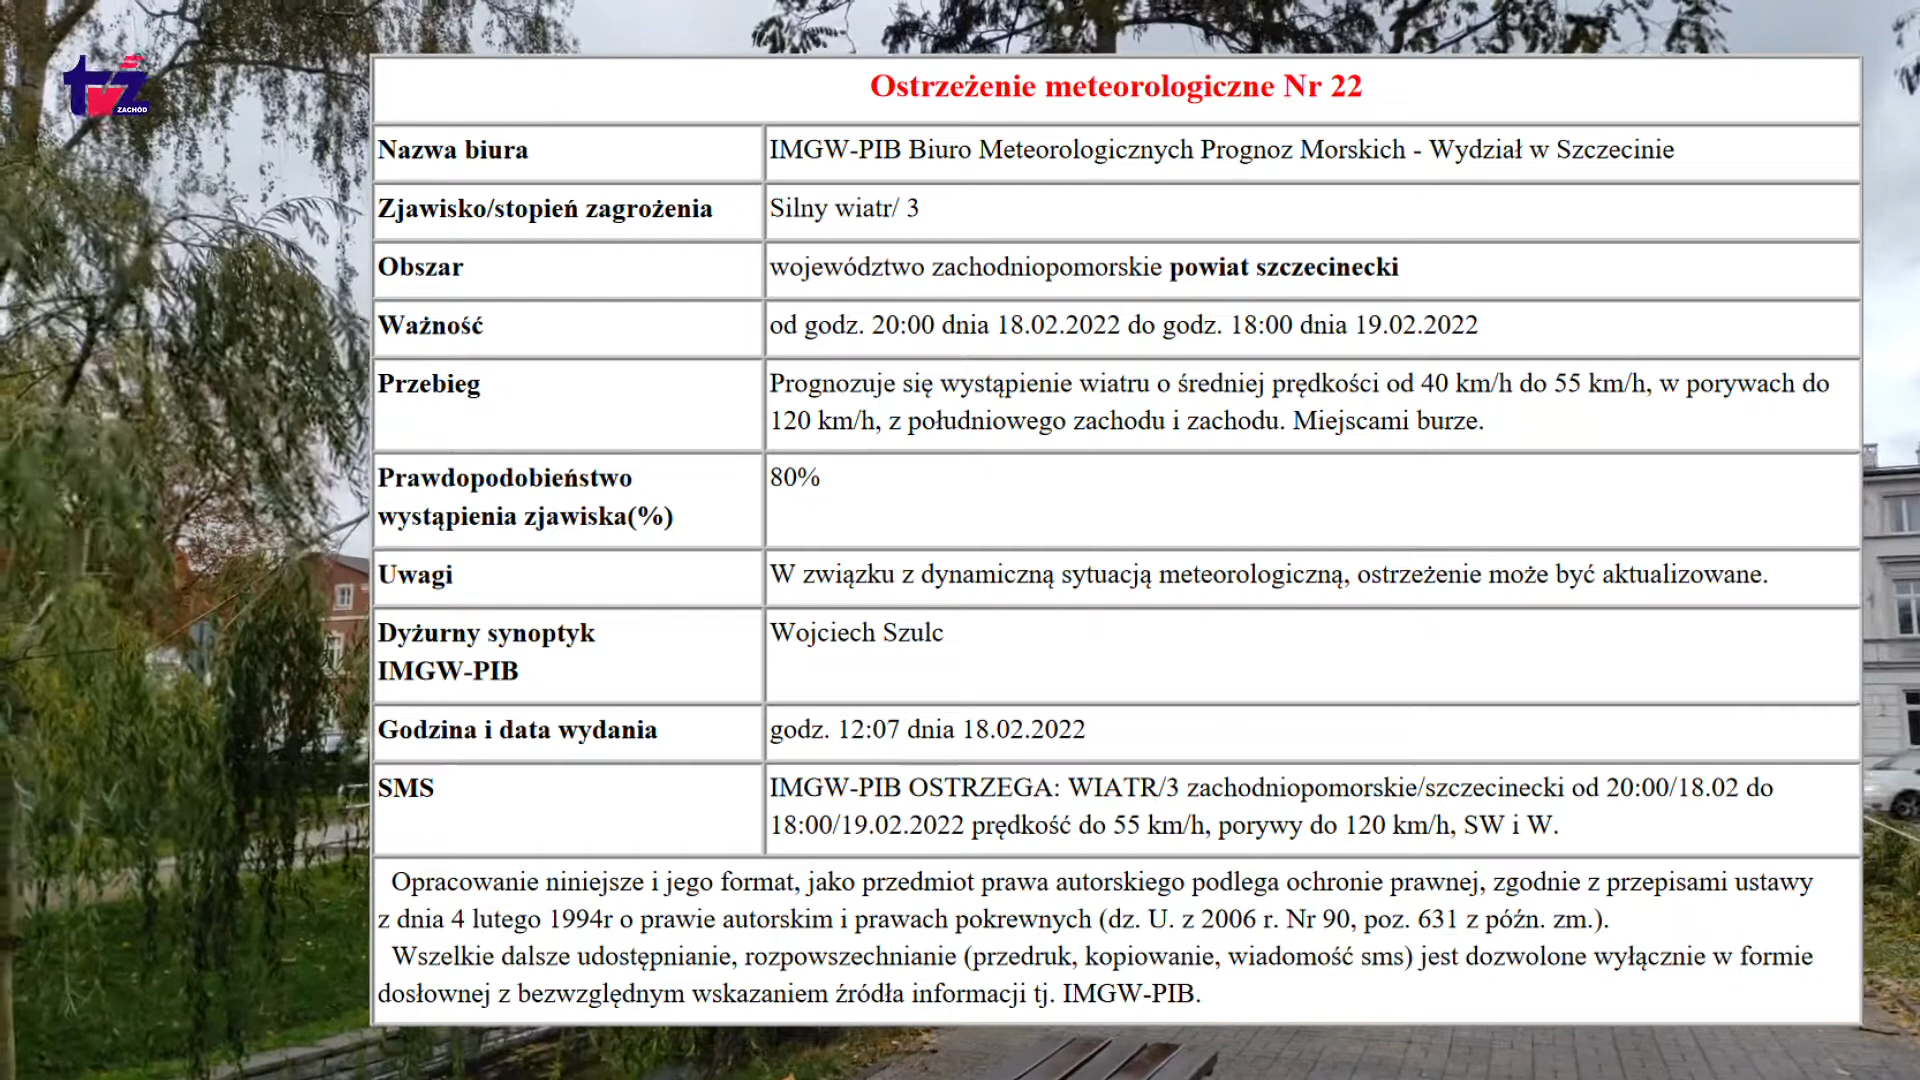 tż
ZACHÓD
Ostrzeżenie meteorologiczne Nr 22
Nazwa biura
IMGW-PIB Biuro Meteorologicznych Prognoz Morskich - Wydział w Szczecinie
Zjawisko/stopień zagrożenia
Silny wiatr/ 3
Obszar
województwo zachodniopomorskie powiat szczecinecki
Ważność
od godz. 20:00 dnia 18.02.2022 do godz. 18:00 dnia 19.02.2022
Przebieg
Prognozuje się wystąpienie wiatru o średniej prędkości od 40 km/h do 55 km/h, w porywach do
120 km/h, z południowego zachodu i zachodu. Miejscami burze.
Prawdopodobieństwo
wystąpienia zjawiska(%)
80%
Uwagi
W związku z dynamiczną sytuacją meteorologiczną, ostrzeżenie może być aktualizowane.
Dyżurny synoptyk
IMGW-PIB
Wojciech Szulc
Godzina i data wydania
godz. 12:07 dnia 18.02.2022
SMS
IMGW-PIB OSTRZEGA: WIATR/3 zachodniopomorskie/szczecinecki od 20:00/18.02 do
18:00/19.02.2022 prędkość do 55 km/h, porywy do 120 km/h, SW i W.
Opracowanie niniejsze i jego format, jako przedmiot prawa autorskiego podlega ochronie prawnej, zgodnie z przepisami ustawy
z dnia 4 lutego 1994r o prawie autorskim i prawach pokrewnych (dz. U. z 2006 r. Nr 90, poz. 631 z późn. zm.).
Wszelkie dalsze udostępnianie, rozpowszechnianie (przedruk, kopiowanie, wiadomość sms) jest dozwolone wyłącznie w formie
dosłownej z bezwzględnym wskazaniem źródła informacji tj. IMGW-PIB.